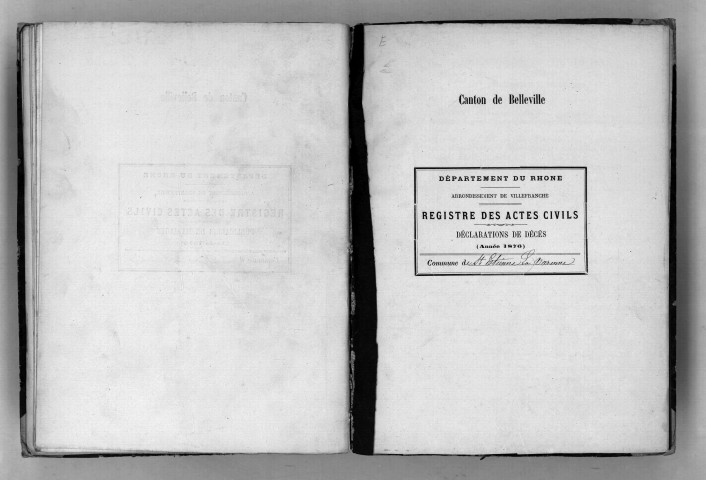 Canton de Belleville
DÉPARTEMENT DU RHONE
ARRONDISSEMENT DE VILLEFRANCHE
REGISTRE DES ACTES CIVILS
DÉCLARATIONS DE DÉCÈS
(Année 1870)
Commune de St Etienne La Varenne